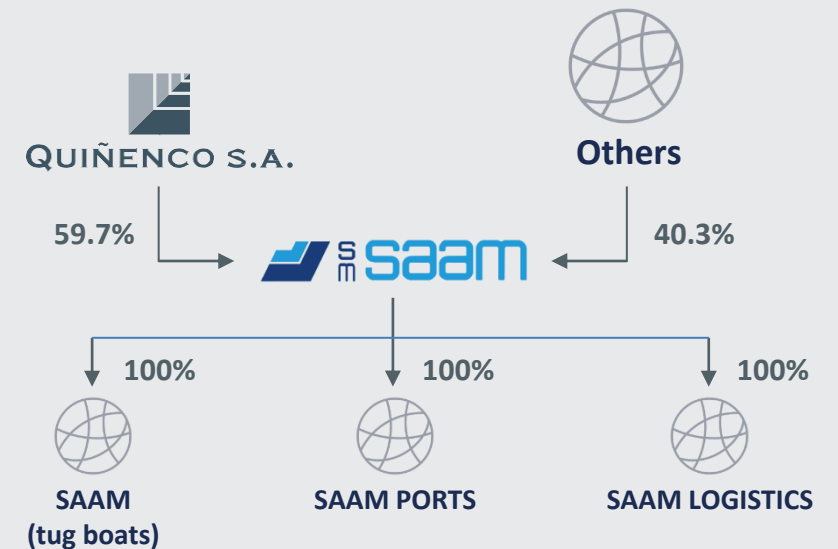 QUIÑENCO S.A.
Others
59.7%
40.3%
SM saam
100%
100%
100%
SAAM
(tug boats)
SAAM PORTS
SAAM LOGISTICS